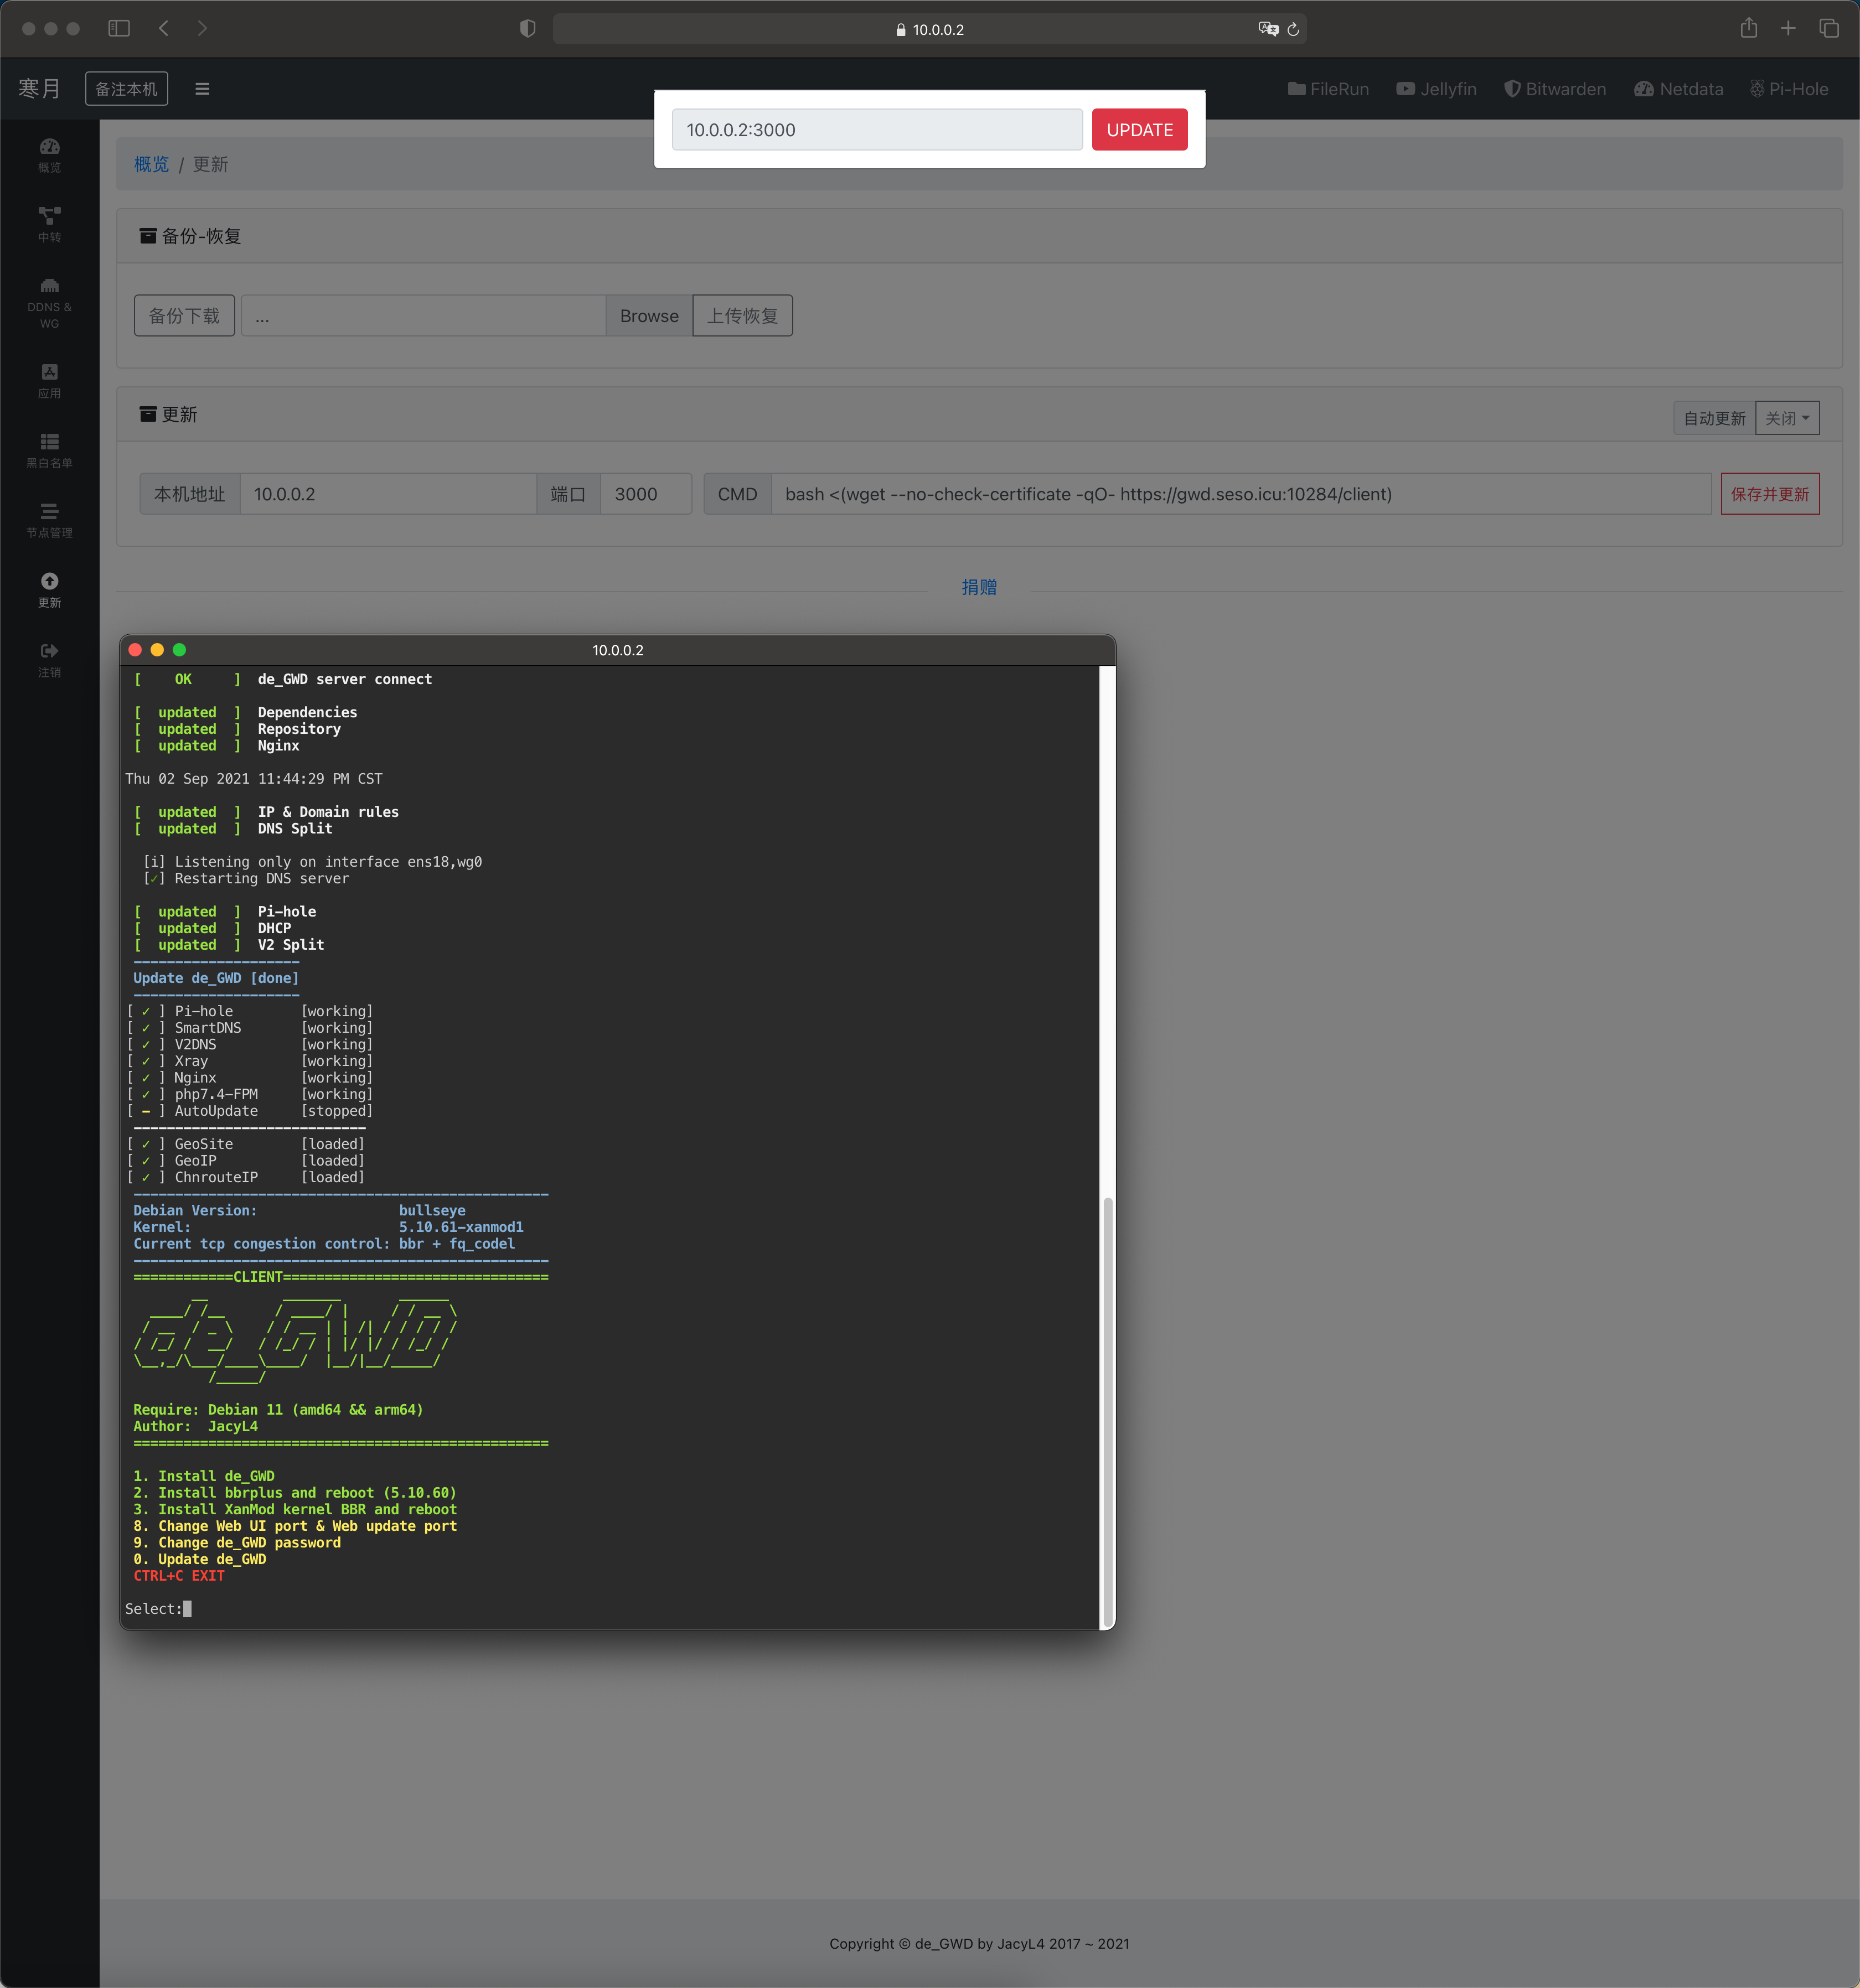 10.0.0.2
寒月 备注本机 FileRun Jellyfin Bitwarden Netdata Pi-Hole
10.0.0.2:3000 UPDATE
概览
中转
DDNS &
WG
应用
黑白名单
节点管理
更新
注销
概览 / 更新
备份-恢复
备份下载 ... Browse 上传恢复
更新 自动更新 关闭
本机地址 10.0.0.2 端口 3000 CMD bash <(wget --no-check-certificate -qO- https://gwd.seso.icu:10284/client) 保存并更新
捐赠
10.0.0.2
[ OK ] de_GWD server connect
[ updated ] Dependencies
[ updated ] Repository
[ updated ] Nginx
Thu 02 Sep 2021 11:44:29 PM CST
[ updated ] IP & Domain rules
[ updated ] DNS Split
[i] Listening only on interface ens18,wg0
[✓] Restarting DNS server
[ updated ] Pi-hole
[ updated ] DHCP
[ updated ] V2 Split
--------------------
Update de_GWD [done]
--------------------
[ ✓ ] Pi-hole [working]
[ ✓ ] SmartDNS [working]
[ ✓ ] V2DNS [working]
[ ✓ ] Xray [working]
[ ✓ ] Nginx [working]
[ ✓ ] php7.4-FPM [working]
[ - ] AutoUpdate [stopped]
----------------------------
[ ✓ ] GeoSite [loaded]
[ ✓ ] GeoIP [loaded]
[ ✓ ] ChnrouteIP [loaded]
--------------------------------------------------
Debian Version: bullseye
Kernel: 5.10.61-xanmod1
Current tcp congestion control: bbr + fq_codel
--------------------------------------------------
============CLIENT================================
de_GWD
Require: Debian 11 (amd64 && arm64)
Author: JacyL4
==================================================
1. Install de_GWD
2. Install bbrplus and reboot (5.10.60)
3. Install XanMod kernel BBR and reboot
8. Change Web UI port & Web update port
9. Change de_GWD password
0. Update de_GWD
CTRL+C EXIT
Select:
Copyright © de_GWD by JacyL4 2017 ~ 2021